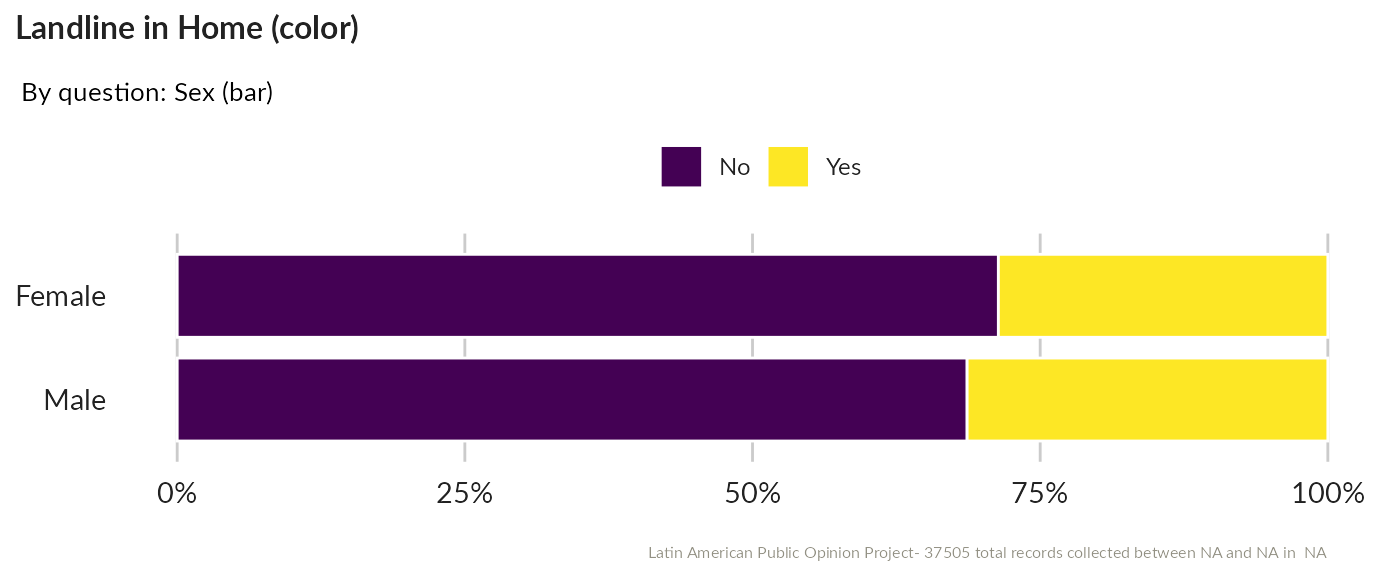 Landline in Home (color)
By question: Sex (bar)
No Yes
Female
Male
0% 25% 50% 75% 100%
Latin American Public Opinion Project- 37505 total records collected between NA and NA in  NA